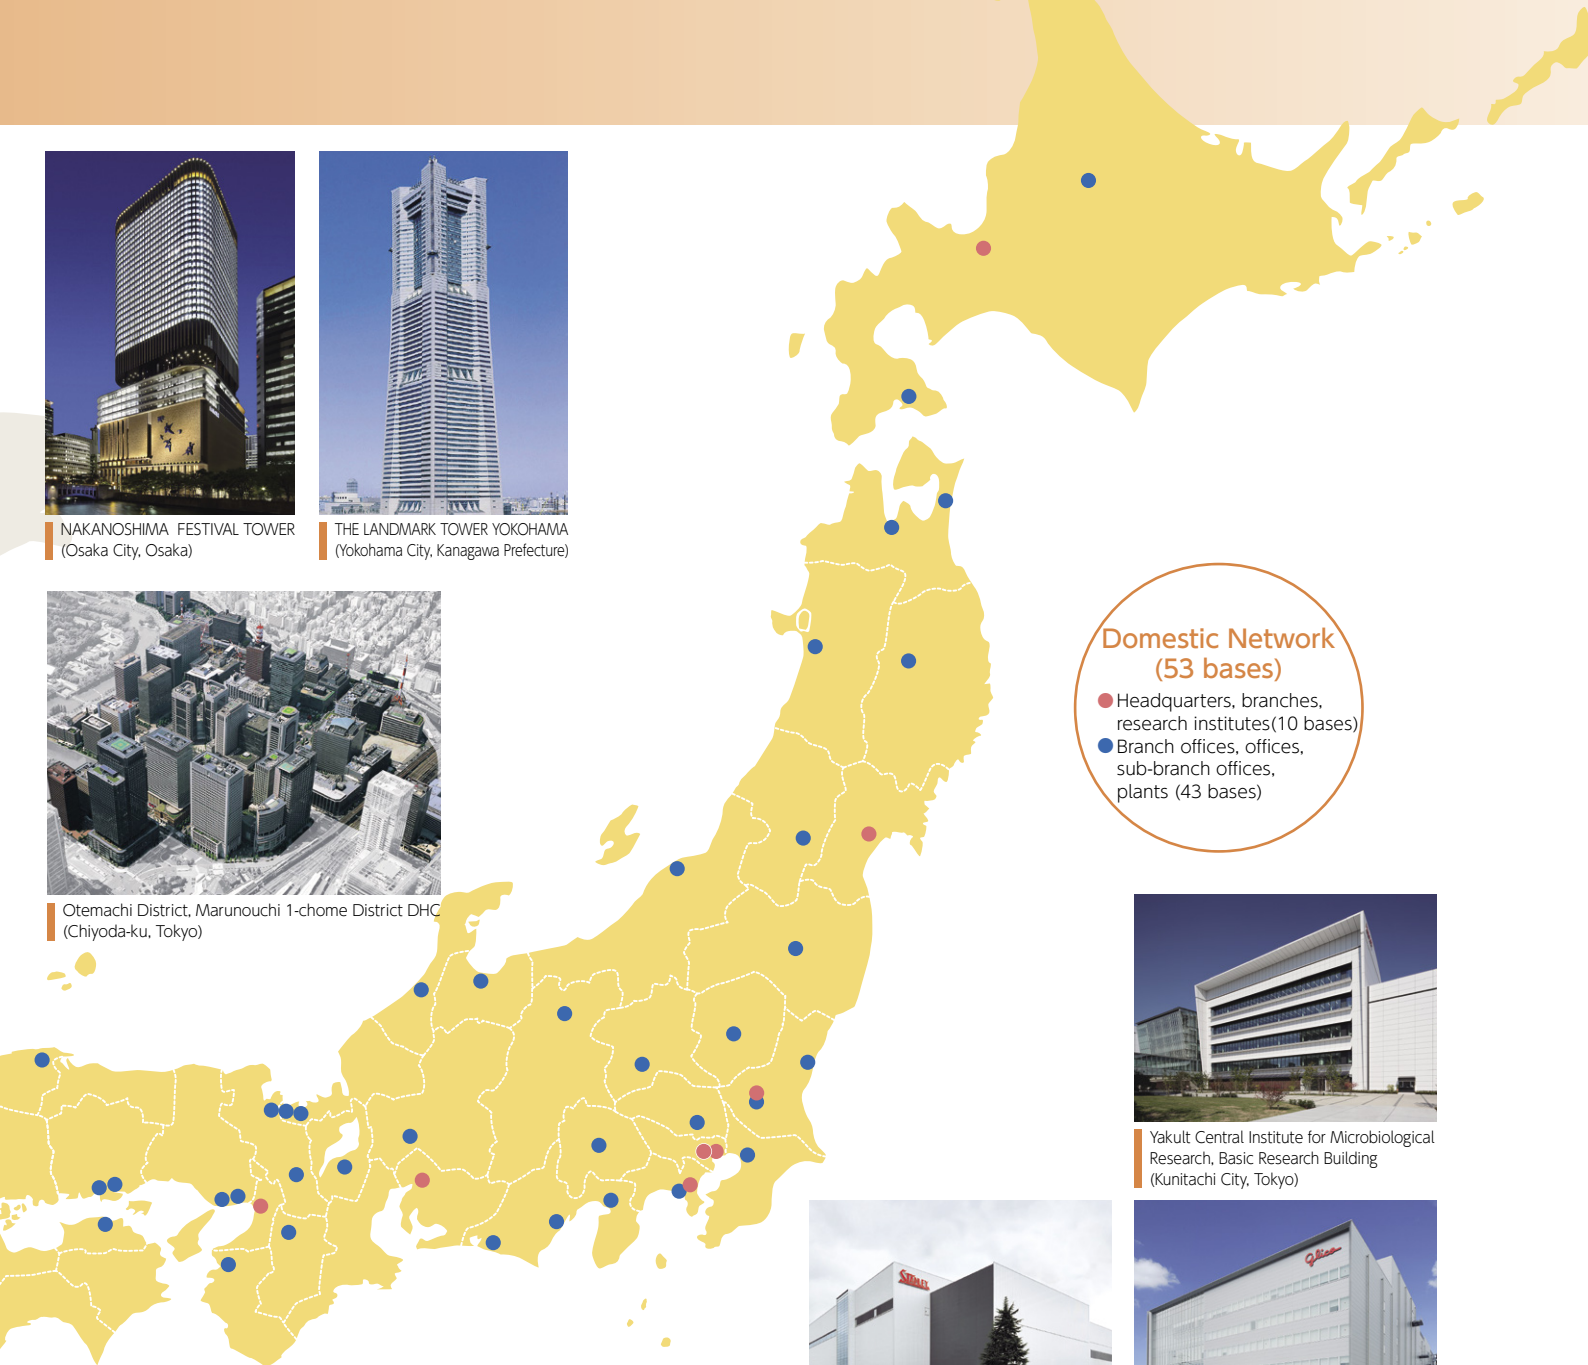 NAKANOSHIMA FESTIVAL TOWER
(Osaka City, Osaka)
THE LANDMARK TOWER YOKOHAMA
(Yokohama City, Kanagawa Prefecture)
Otemachi District, Marunouchi 1-chome District DHC
(Chiyoda-ku, Tokyo)
Domestic Network
(53 bases)
Headquarters, branches,
research institutes(10 bases)
Branch offices, offices,
sub-branch offices,
plants (43 bases)
Yakult Central Institute for Microbiological
Research, Basic Research Building
(Kunitachi City, Tokyo)
Glico